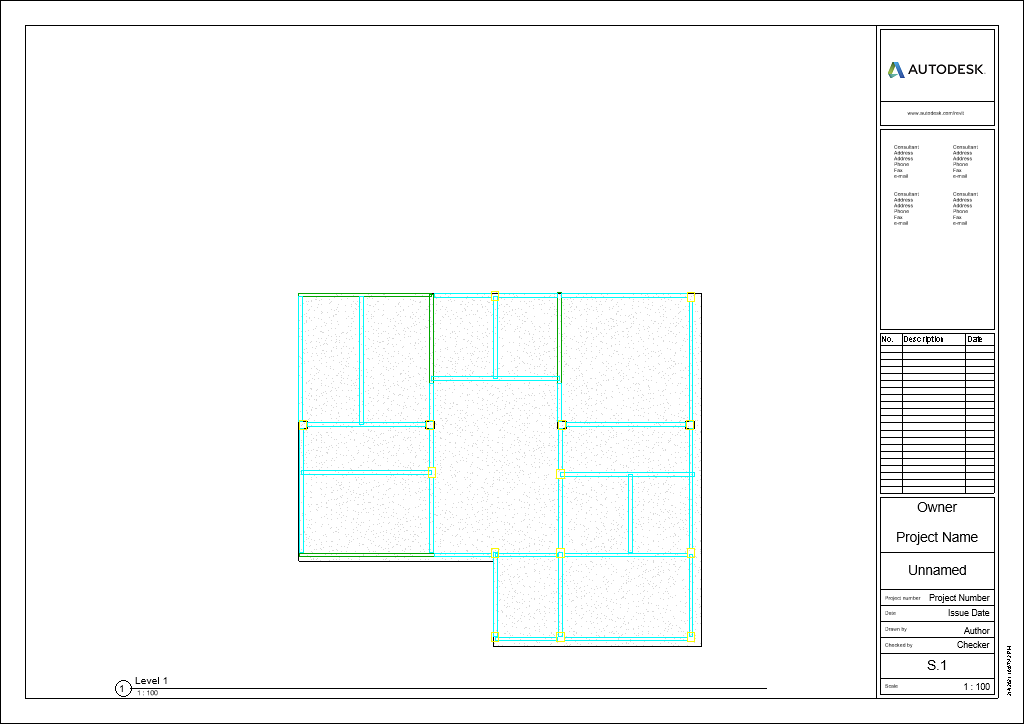 AUTODESK.
www.autodesk.com/revit
Consultant
Address
Address
Phone
Fax
e-mail
Consultant
Address
Address
Phone
Fax
e-mail
Consultant
Address
Address
Phone
Fax
e-mail
Consultant
Address
Address
Phone
Fax
e-mail
No. Description Date
Owner
Project Name
Unnamed
Project number Project Number
Date Issue Date
Drawn by Author
Checked by Checker
S.1
Scale 1 : 100
1 Level 1
1 : 100